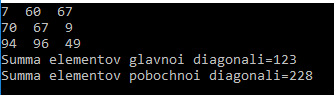 7  60  67
70  67  9
94  96  49
Summa elementov glavnoi diagonali=123
Summa elementov pobochnoi diagonali=228